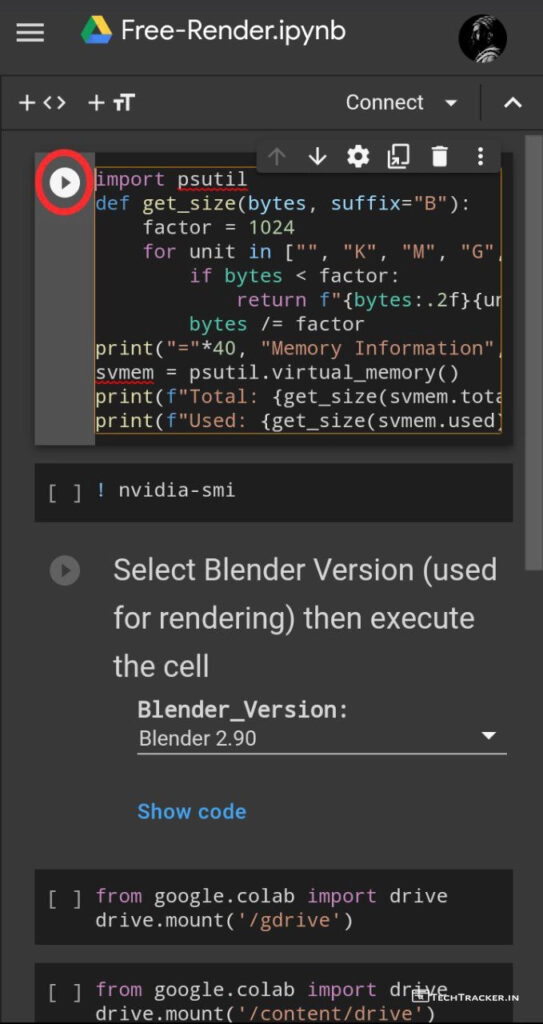 Free-Render.ipynb
+ <> + TT Connect
import psutil
def get_size(bytes, suffix="B"):
factor = 1024
for unit in ["", "K", "M", "G",
if bytes < factor:
return f"{bytes:.2f}{un
bytes /= factor
print("="*40, "Memory Information",
svmem = psutil.virtual_memory()
print(f"Total: {get_size(svmem.tota
print(f"Used: {get_size(svmem.used)
[ ] ! nvidia-smi
Select Blender Version (used
for rendering) then execute
the cell
Blender_Version:
Blender 2.90
Show code
[ ] from google.colab import drive
drive.mount('/gdrive')
[ ] from google.colab import drive
drive.mount('/content/drive')
TECHTRACKER.IN